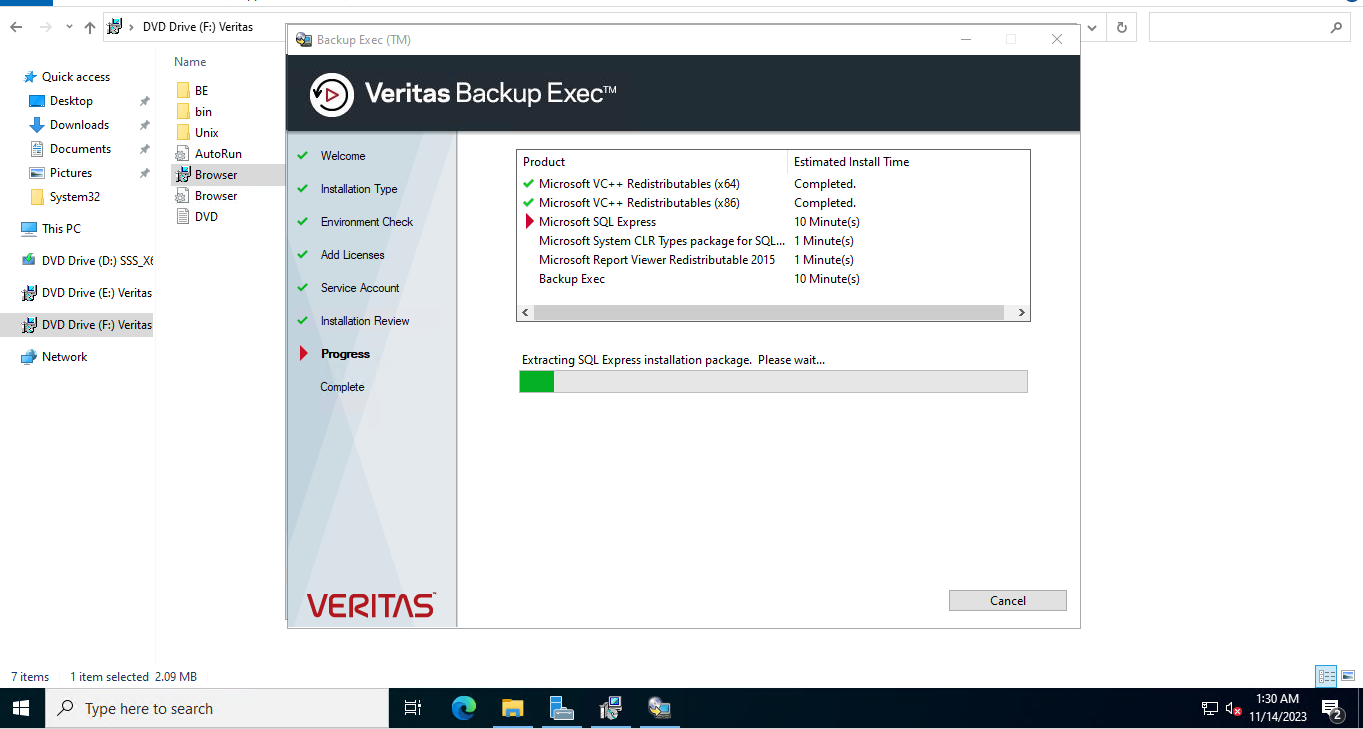 DVD Drive (F:) Veritas
Name
Quick access
Desktop
Downloads
Documents
Pictures
System32
This PC
DVD Drive (D:) SSS_X6
DVD Drive (E:) Veritas
DVD Drive (F:) Veritas
Network
BE
bin
Unix
AutoRun
Browser
Browser
DVD
Backup Exec (TM)
Veritas Backup Exec™
Welcome
Installation Type
Environment Check
Add Licenses
Service Account
Installation Review
Progress
Complete
VERITAS™
Product Estimated Install Time
Microsoft VC++ Redistributables (x64) Completed.
Microsoft VC++ Redistributables (x86) Completed.
Microsoft SQL Express 10 Minute(s)
Microsoft System CLR Types package for SQL... 1 Minute(s)
Microsoft Report Viewer Redistributable 2015 1 Minute(s)
Backup Exec 10 Minute(s)
Extracting SQL Express installation package. Please wait...
Cancel
7 items 1 item selected 2.09 MB
Type here to search
1:30 AM
11/14/2023
2